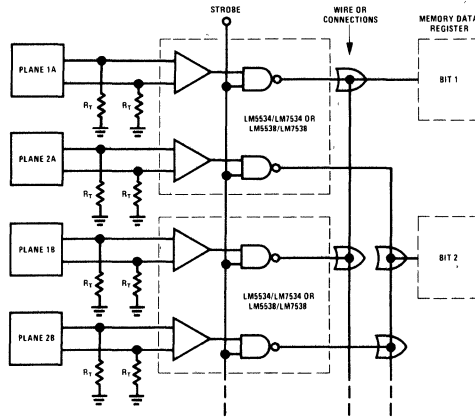 STROBE
WIRE OR
CONNECTIONS
MEMORY DATA
REGISTER
PLANE 1A
BIT 1
RT
RT
LM5534/LM7534 OR
LM5538/LM7538
PLANE 2A
RT
RT
PLANE 1B
BIT 2
RT
RT
LM5534/LM7534 OR
LM5538/LM7538
PLANE 2B
RT
RT